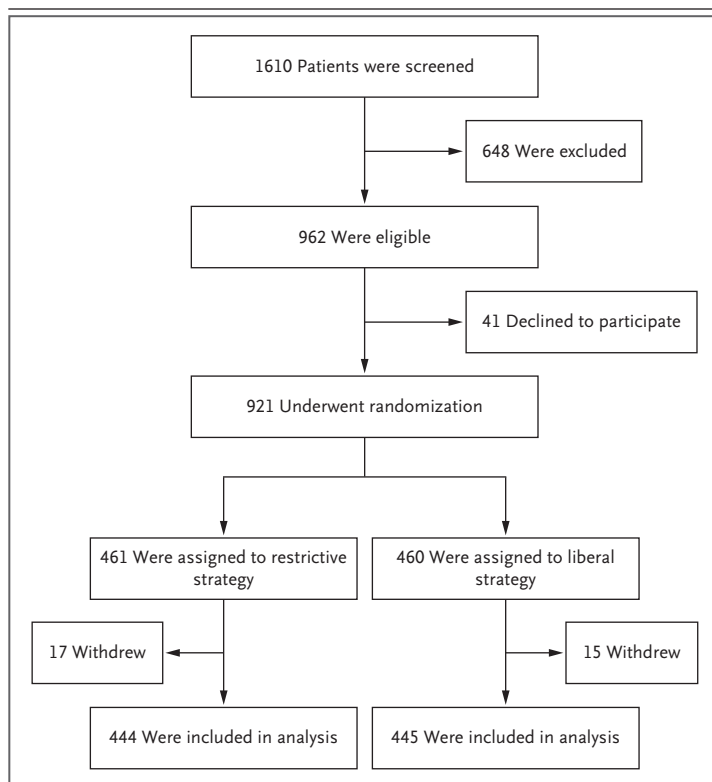 1610 Patients were screened
648 Were excluded
962 Were eligible
41 Declined to participate
921 Underwent randomization
461 Were assigned to restrictive
strategy
460 Were assigned to liberal
strategy
17 Withdrew
15 Withdrew
444 Were included in analysis
445 Were included in analysis